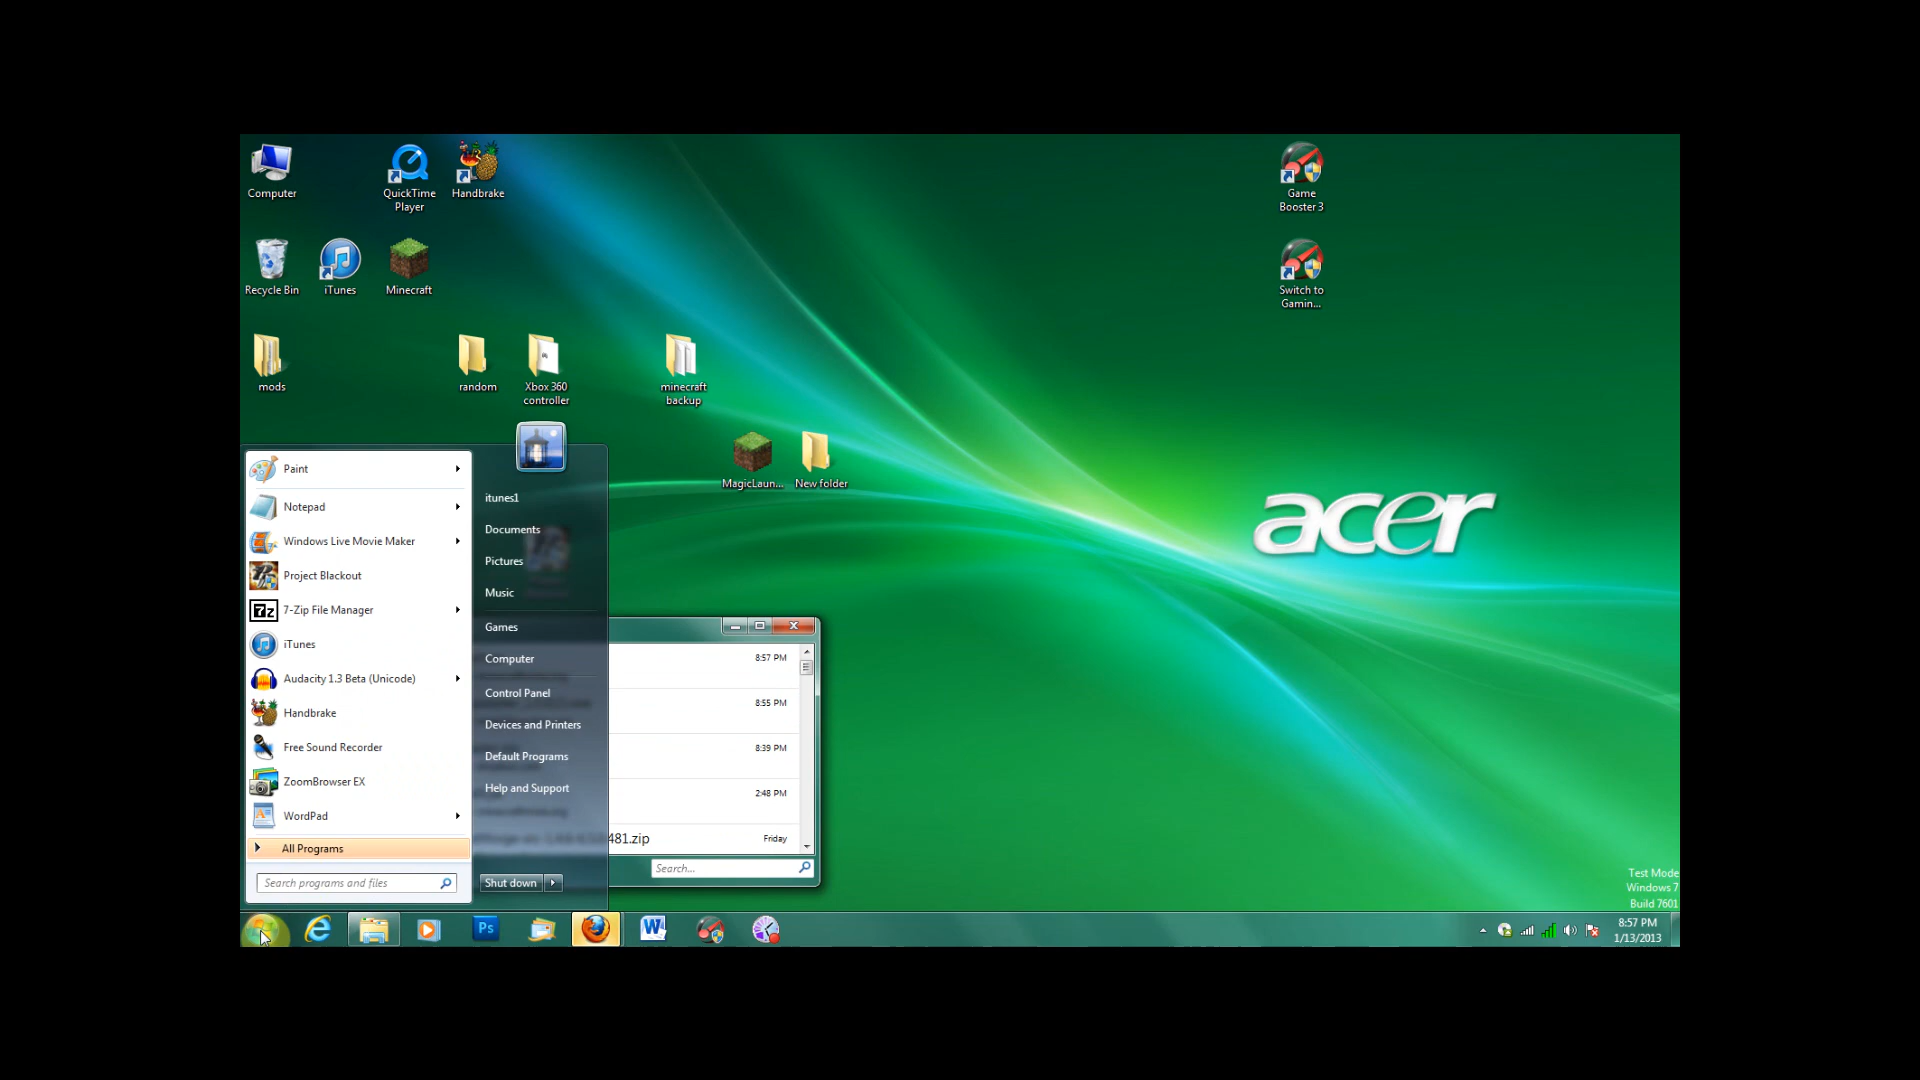 Computer
QuickTime
Player
Handbrake
Game
Booster 3
Recycle Bin
iTunes
Minecraft
Switch to
Gamin...
mods
random
Xbox 360
controller
minecraft
backup
MagicLaun...
New folder
acer
Paint
Notepad
Windows Live Movie Maker
Project Blackout
7z
7-Zip File Manager
iTunes
Audacity 1.3 Beta (Unicode)
Handbrake
Free Sound Recorder
ZoomBrowser EX
WordPad
All Programs
Search programs and files
itunes1
Documents
Pictures
Music
Games
Computer
Control Panel
Devices and Printers
Default Programs
Help and Support
Shut down
8:57 PM
8:55 PM
8:39 PM
2:48 PM
481.zip
Friday
Search...
Test Mode
Windows 7
Build 7601
Ps
W
8:57 PM
1/13/2013